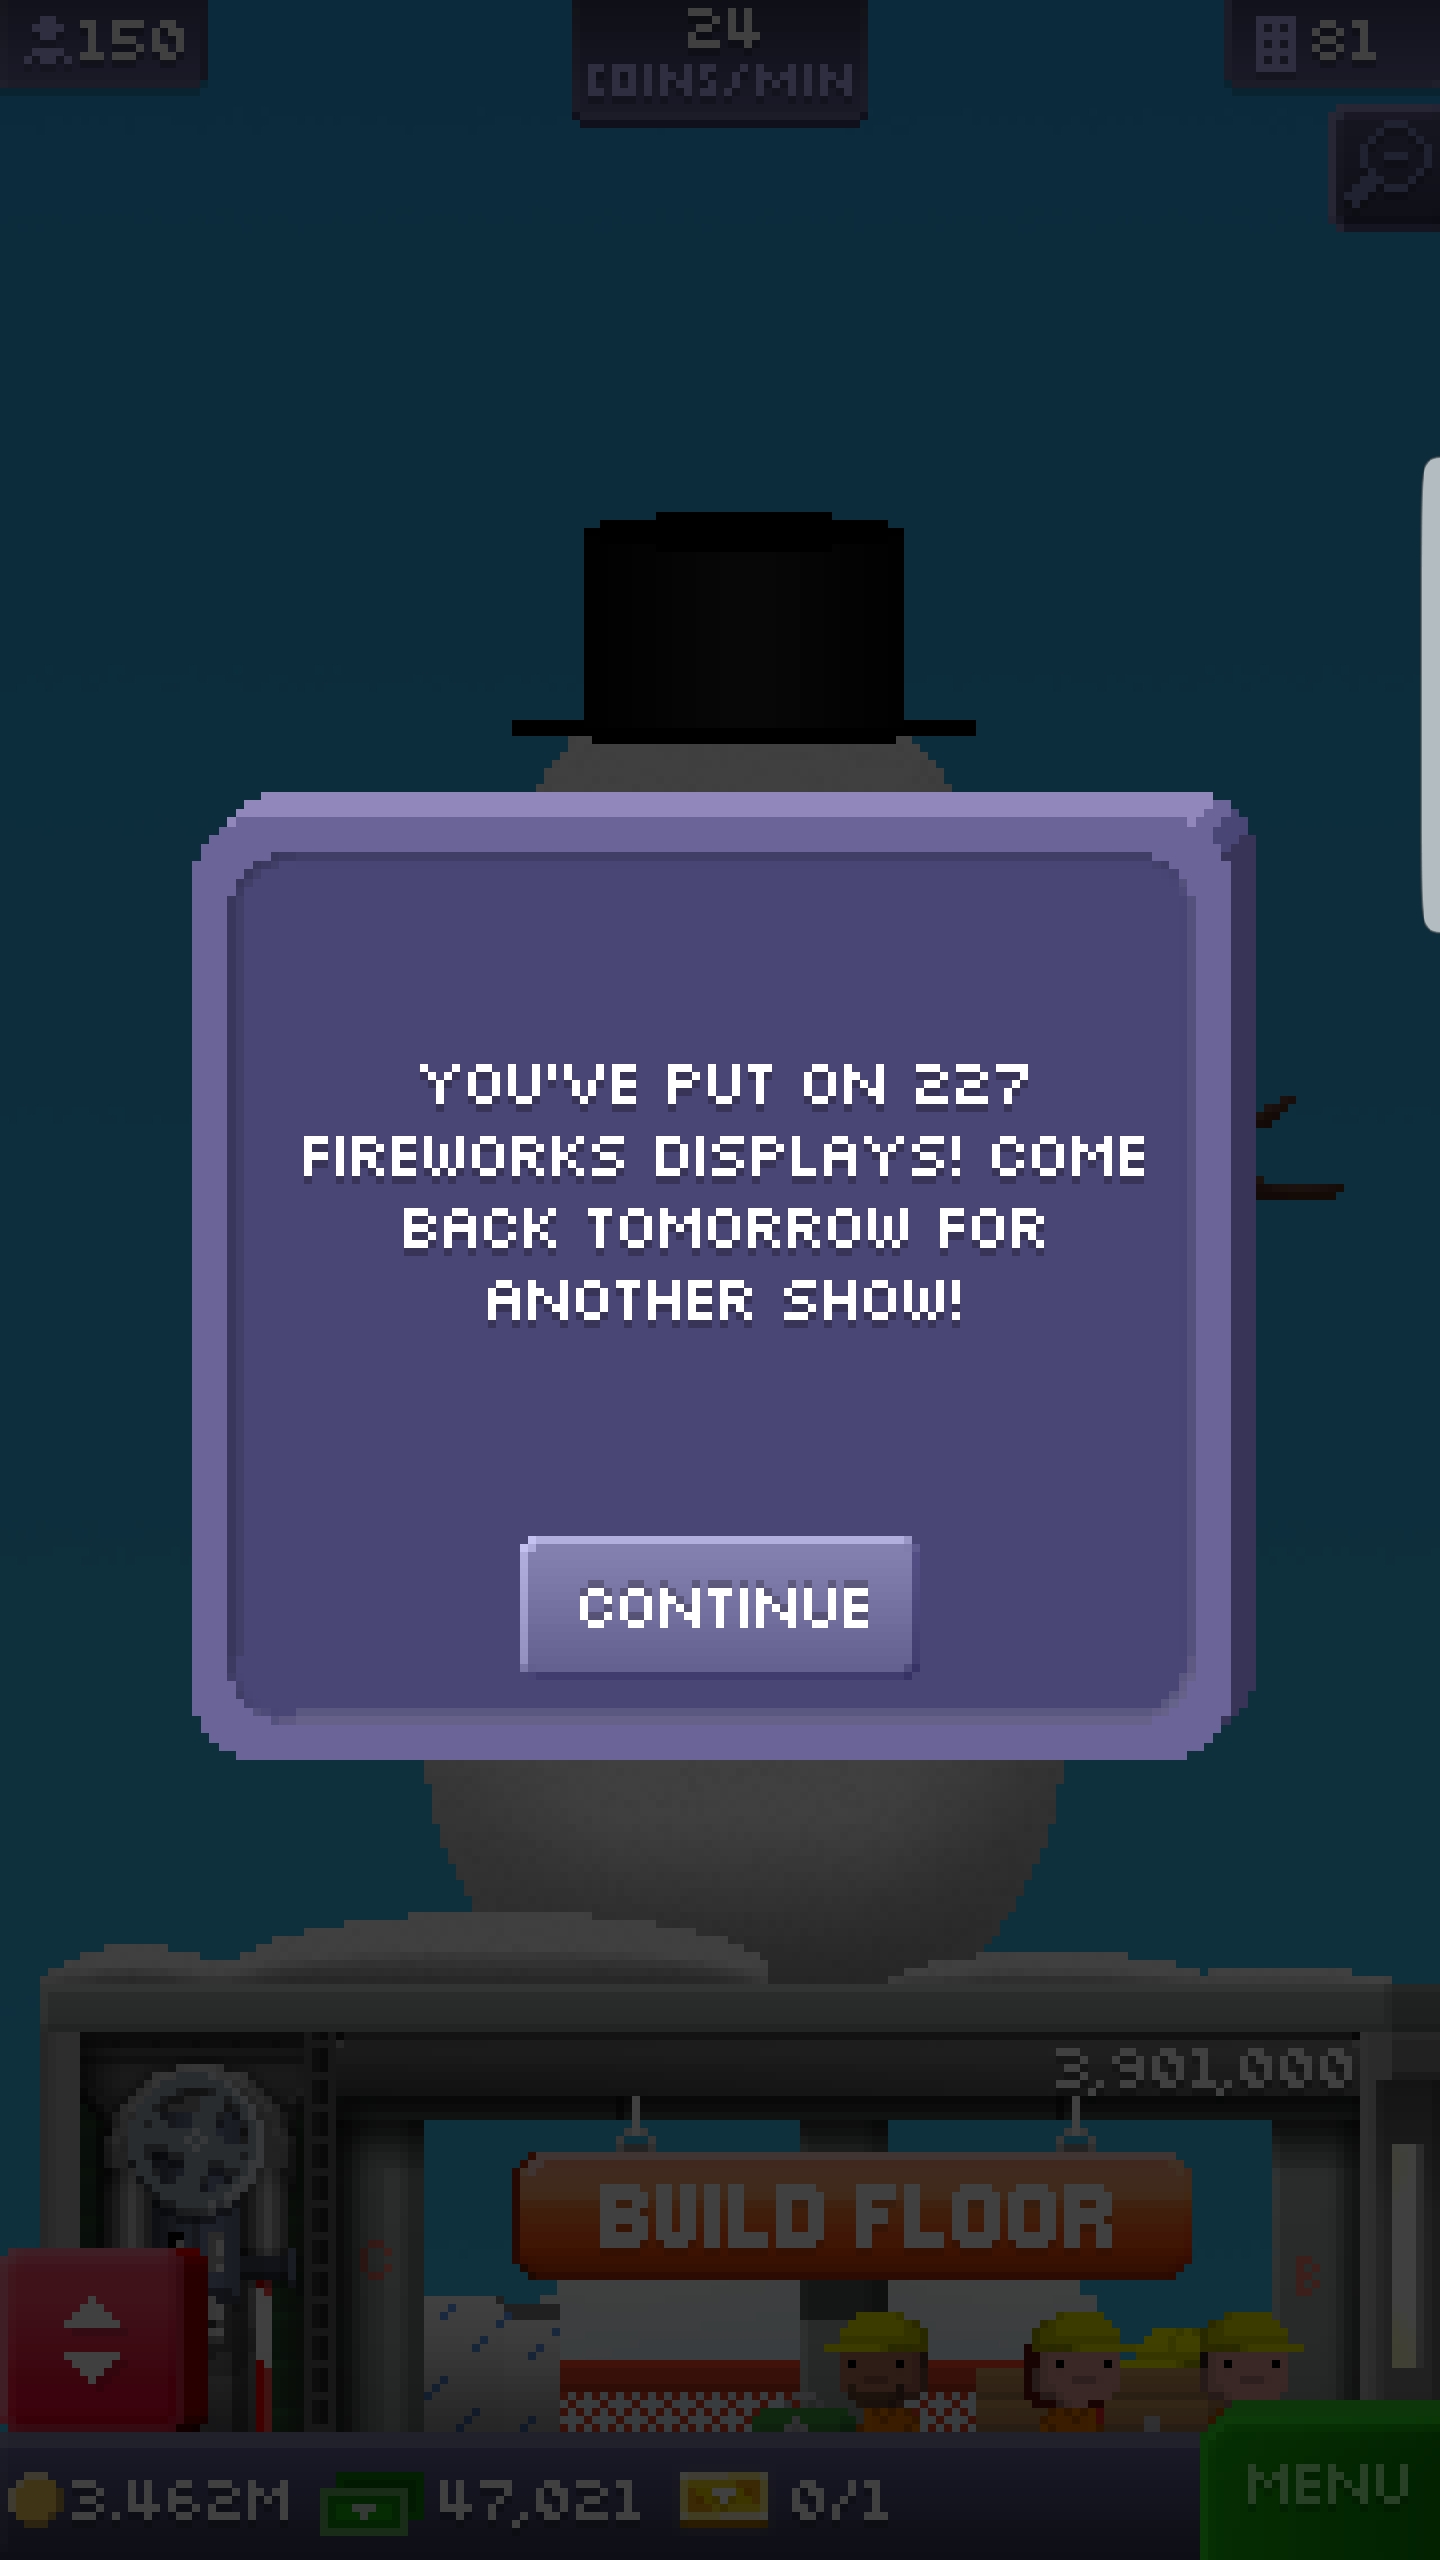 150
24
COINS/MIN
81
YOU'VE PUT ON 227
FIREWORKS DISPLAYS! COME
BACK TOMORROW FOR
ANOTHER SHOW!
CONTINUE
3,901,000
BUILD FLOOR
C
B
3.462M
47,021
0/1
MENU